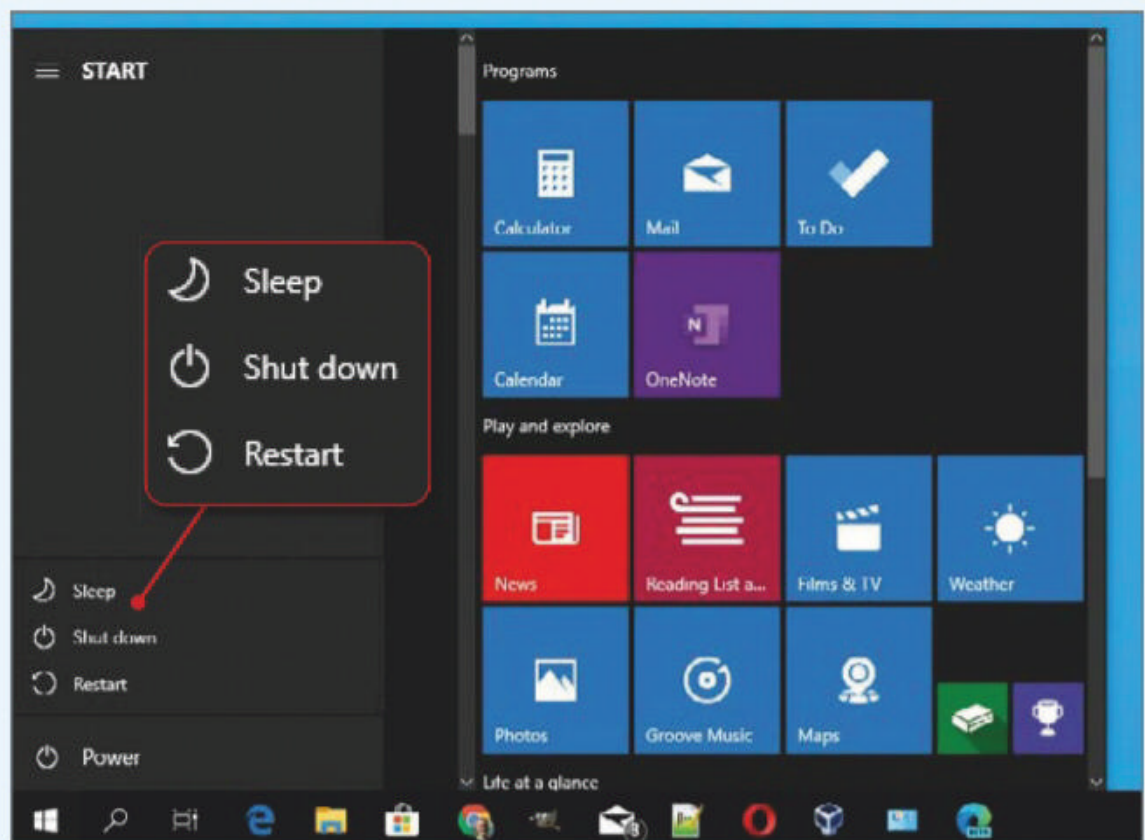 START
Sleep
Shut down
Restart
Sleep
Shut down
Restart
Power
Programs
Calculator
Mail
To Do
Calendar
N
OneNote
Play and explore
News
Reading List a...
Films & TV
Weather
Photos
Groove Music
Maps
Life at a glance